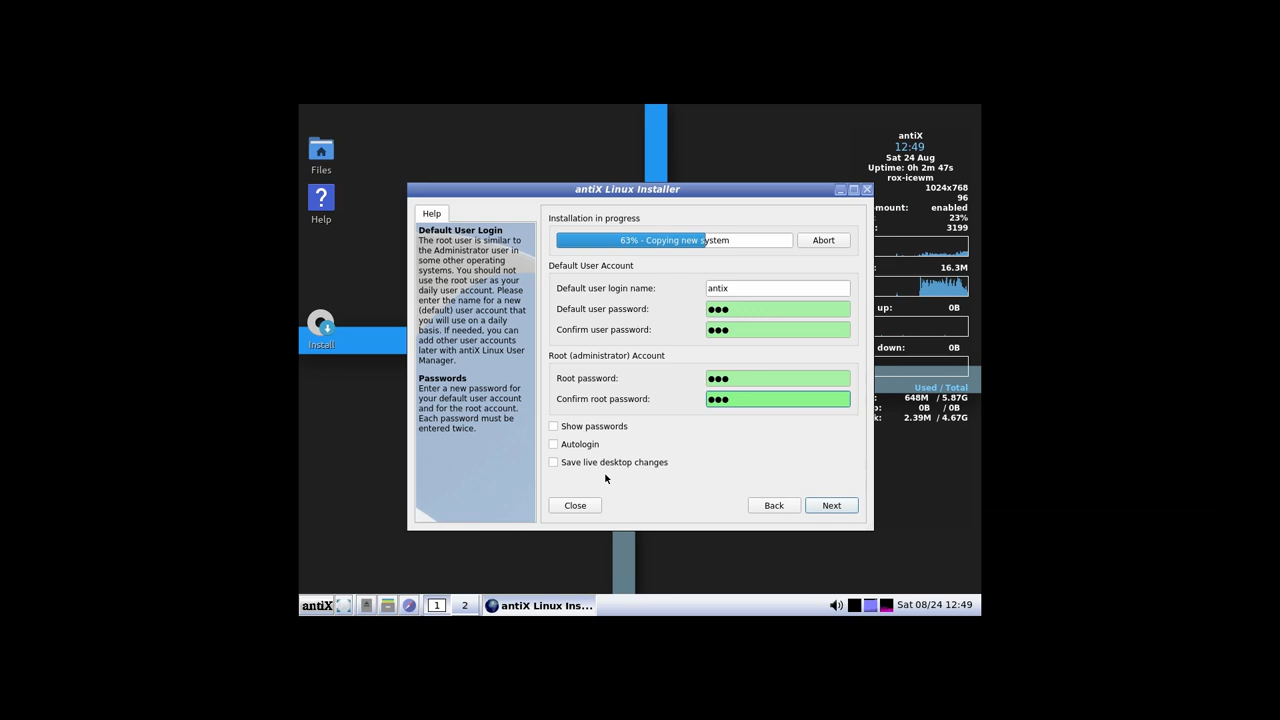 Files
Help
Install
antiX
12:49
Sat 24 Aug
Uptime: 0h 2m 47s
rox-icewm
1024x768
96
mount: enabled
: 23%
: 3199
: 16.3M
up: 0B
down: 0B
Used / Total
: 648M / 5.87G
p: 0B / 0B
k: 2.39M / 4.67G
antiX Linux Installer
Help
Default User Login
The root user is similar to
the Administrator user in
some other operating
systems. You should not
use the root user as your
daily user account. Please
enter the name for a new
(default) user account that
you will use on a daily
basis. If needed, you can
add other user accounts
later with antiX Linux User
Manager.
Passwords
Enter a new password for
your default user account
and for the root account.
Each password must be
entered twice.
Installation in progress
63% - Copying new system
Abort
Default User Account
Default user login name: antix
Default user password: ●●●
Confirm user password: ●●●
Root (administrator) Account
Root password: ●●●
Confirm root password: ●●●
Show passwords
Autologin
Save live desktop changes
Close Back Next
antiX 1 2 antiX Linux Ins... Sat 08/24 12:49